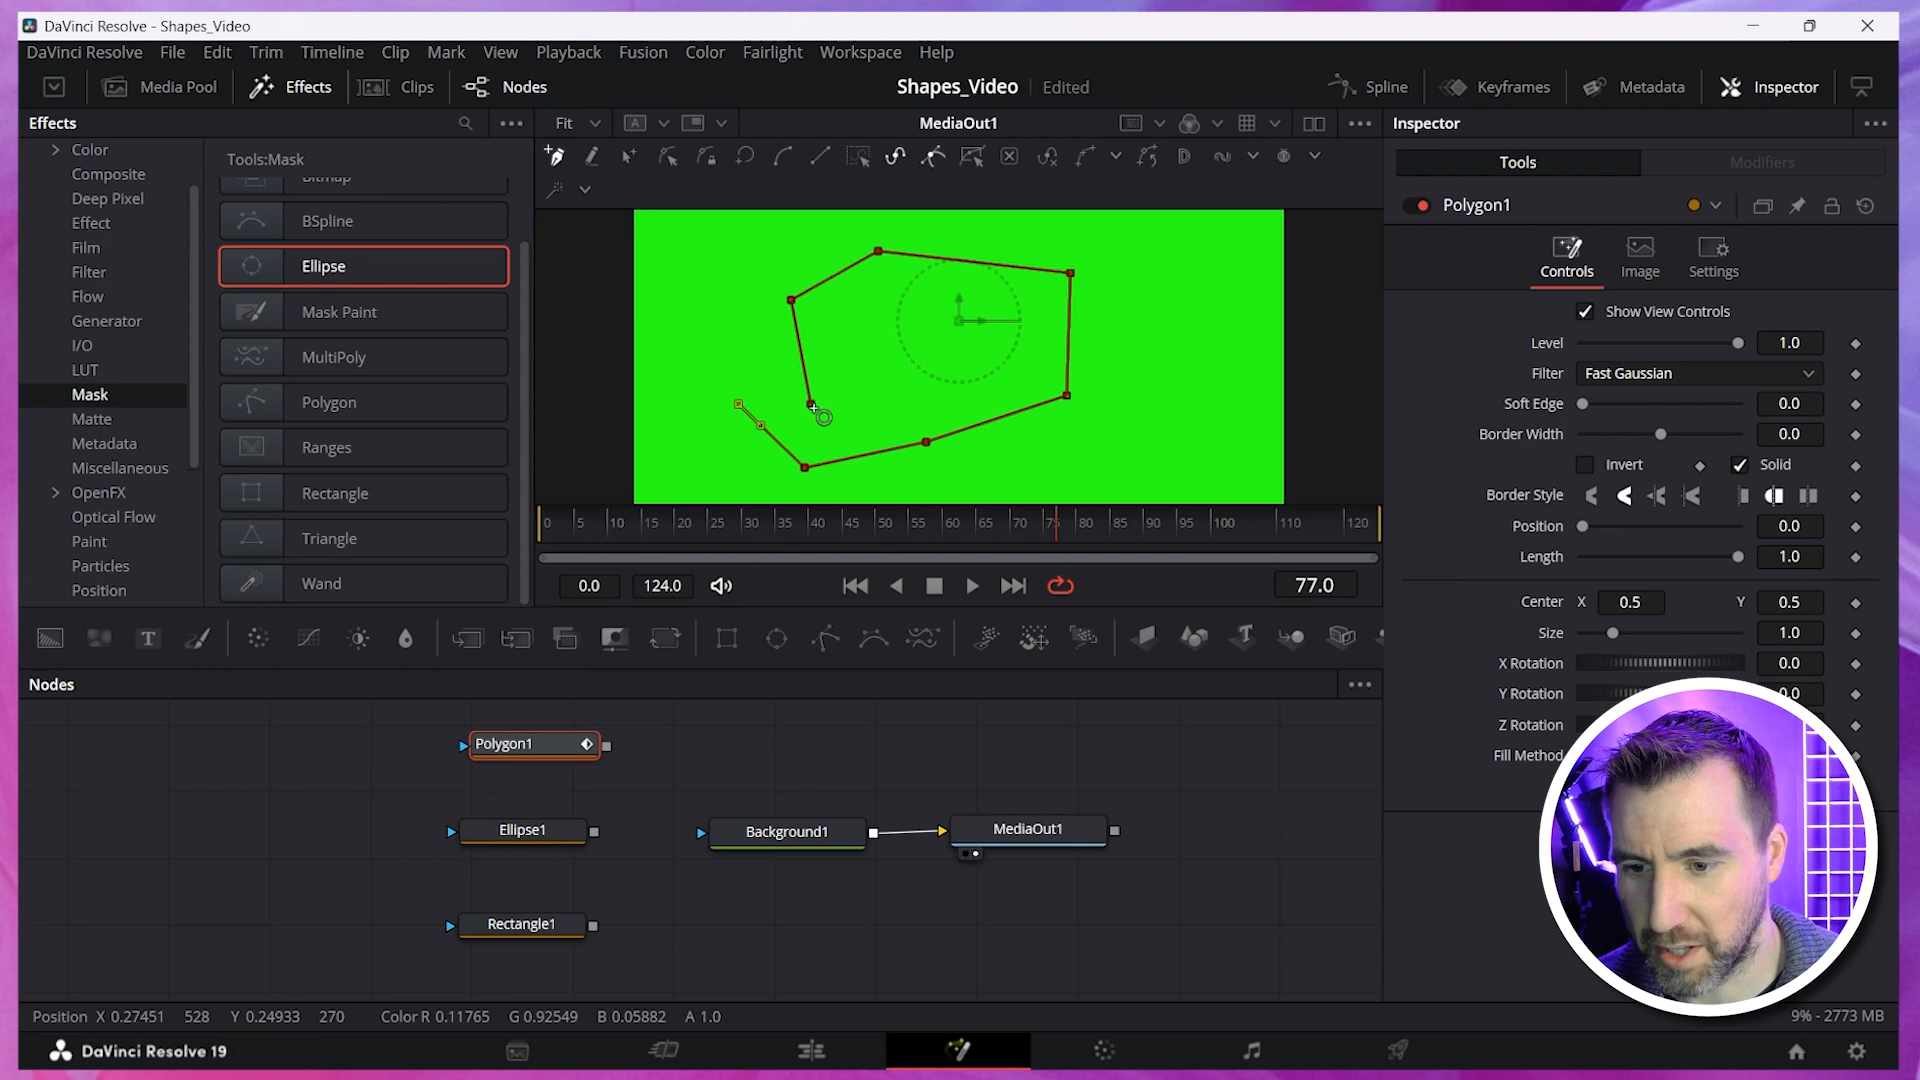 DaVinci Resolve - Shapes_Video
DaVinci Resolve File Edit Trim Timeline Clip Mark View Playback Fusion Color Fairlight Workspace Help
Media Pool Effects Clips Nodes Shapes_Video Edited Spline Keyframes Metadata Inspector
Effects Fit A MediaOut1 Inspector
Color
Composite
Deep Pixel
Effect
Film
Filter
Flow
Generator
I/O
LUT
Mask
Matte
Metadata
Miscellaneous
OpenFX
Optical Flow
Paint
Particles
Position
Tools:Mask
Bitmap
BSpline
Ellipse
Mask Paint
MultiPoly
Polygon
Ranges
Rectangle
Triangle
Wand
0 5 10 15 20 25 30 35 40 45 50 55 60 65 70 75 80 85 90 95 100 110 120
0.0 124.0 77.0
Tools Modifiers
Polygon1
Controls Image Settings
Show View Controls
Level 1.0
Filter Fast Gaussian
Soft Edge 0.0
Border Width 0.0
Invert Solid
Border Style
Position 0.0
Length 1.0
Center X 0.5 Y 0.5
Size 1.0
X Rotation 0.0
Y Rotation 0.0
Z Rotation
Fill Method
T
Nodes
Polygon1
Ellipse1
Background1
MediaOut1
Rectangle1
Position X 0.27451 528 Y 0.24933 270 Color R 0.11765 G 0.92549 B 0.05882 A 1.0 9% - 2773 MB
DaVinci Resolve 19